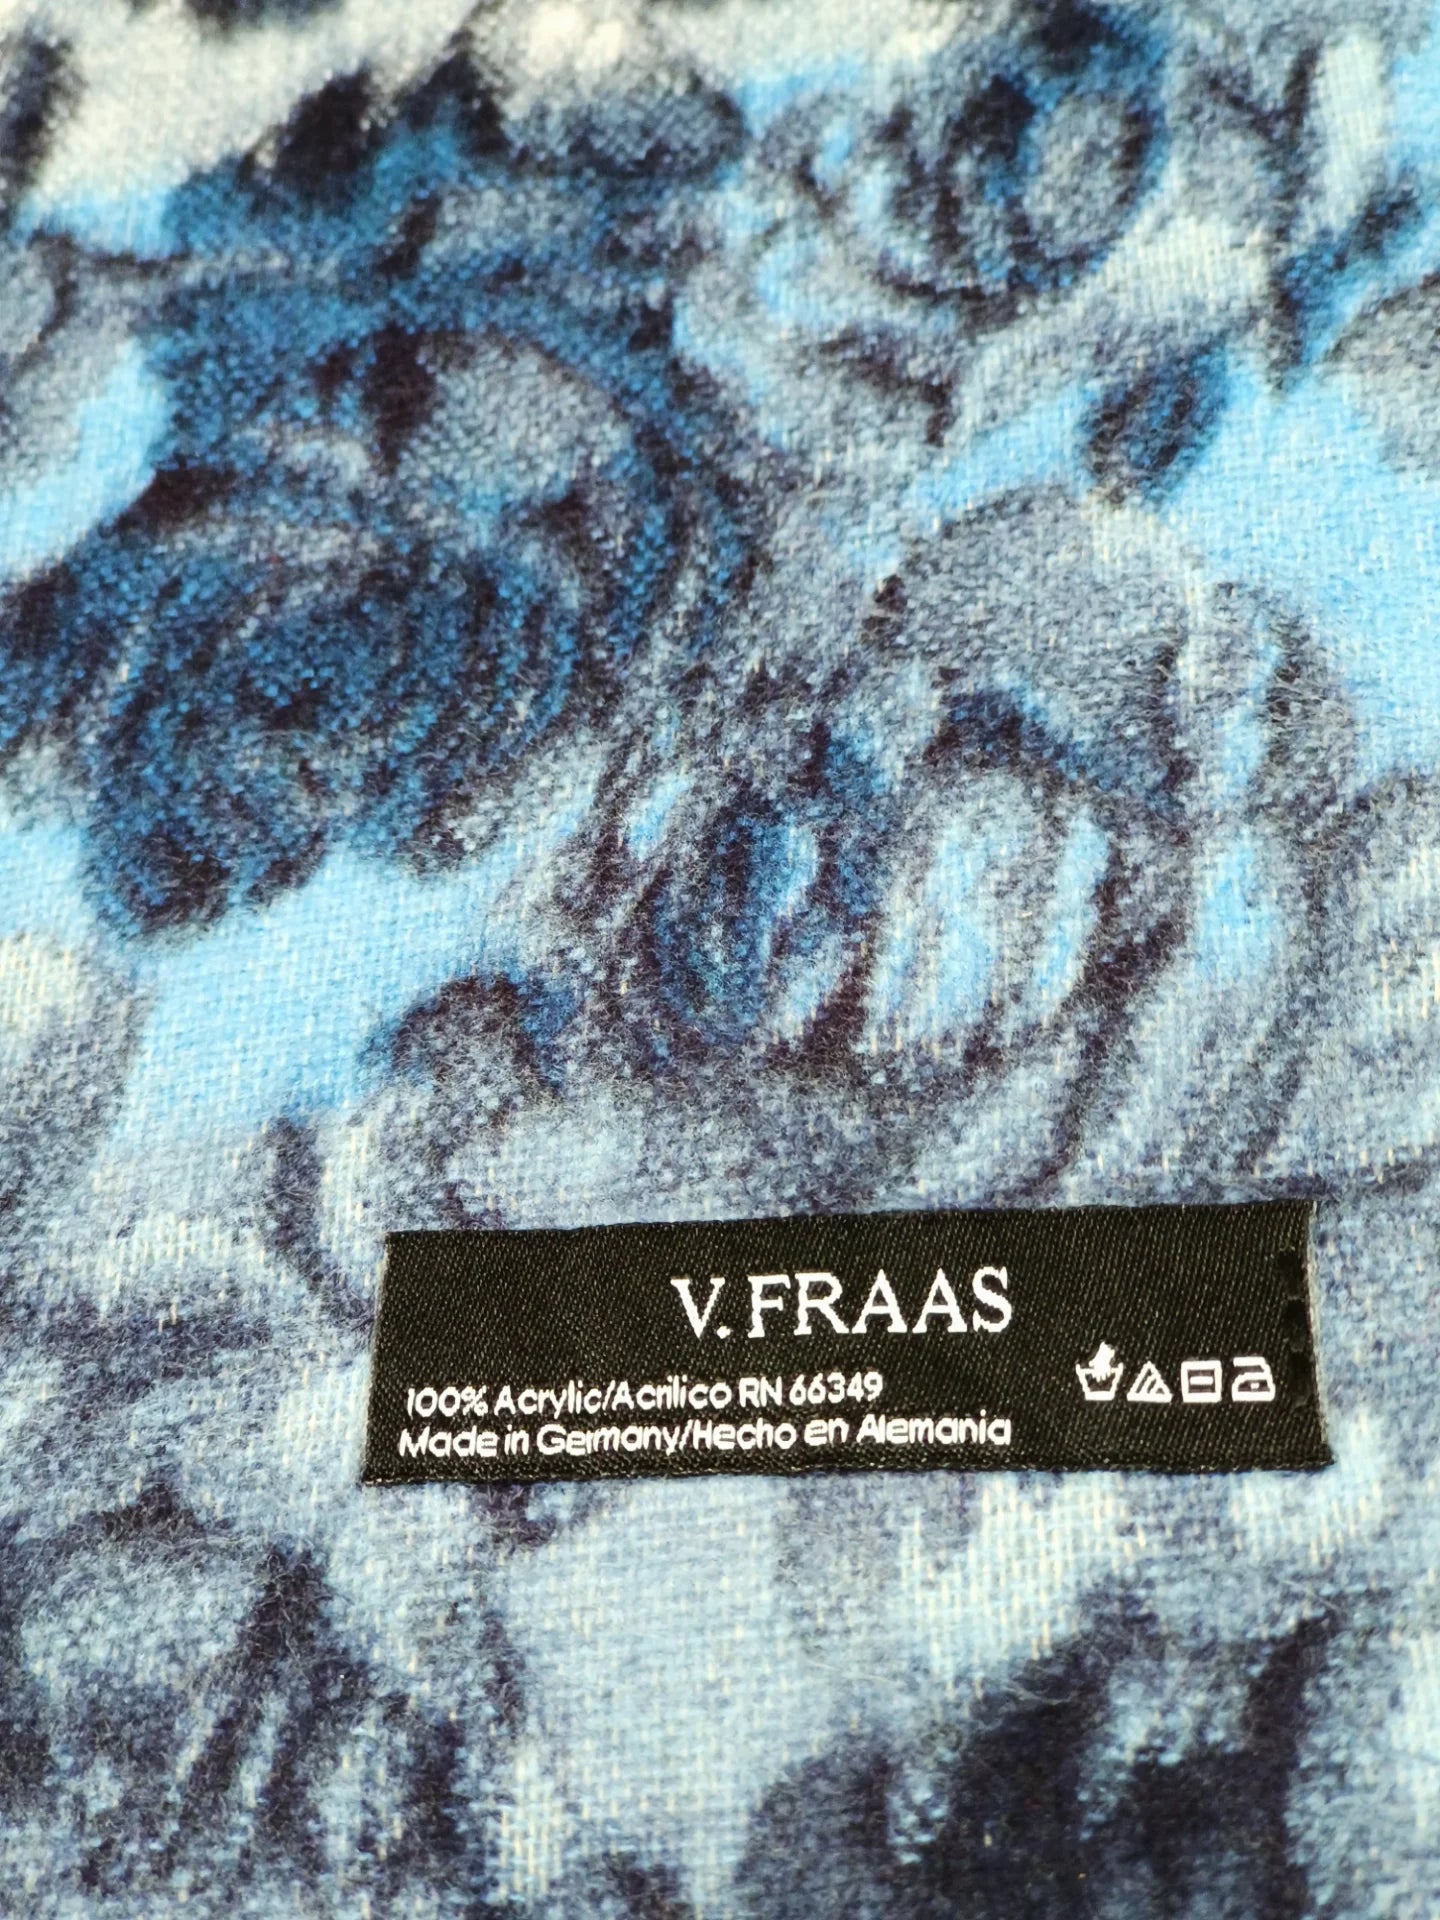 V. FRAAS
100% Acrylic/Acrilico RN 66349
Made in Germany/Hecho en Alemania